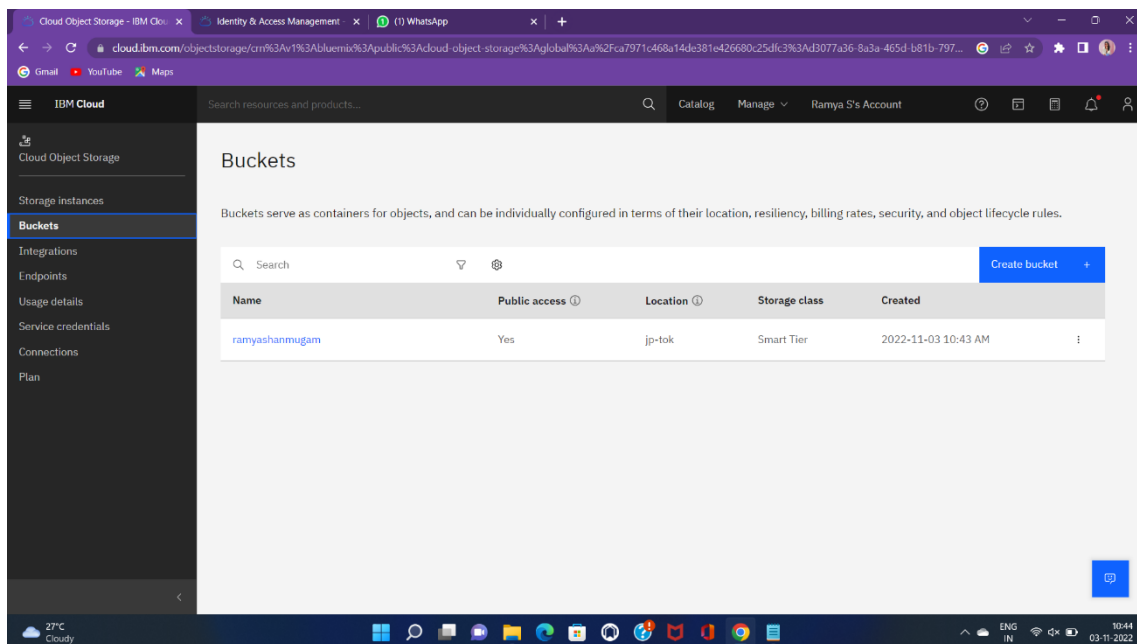 Cloud Object Storage - IBM Clou
Identity & Access Management -
(1) WhatsApp
cloud.ibm.com/objectstorage/crn%3Av1%3Abluemix%3Apublic%3Acloud-object-storage%3Aglobal%3Aa%2Fca7971c468a14de381e426680c25dfc3%3Ad3077a36-8a3a-465d-b81b-797...
Gmail YouTube Maps
IBM Cloud Search resources and products... Catalog Manage Ramya S's Account
Cloud Object Storage
Storage instances
Buckets
Integrations
Endpoints
Usage details
Service credentials
Connections
Plan
Buckets
Buckets serve as containers for objects, and can be individually configured in terms of their location, resiliency, billing rates, security, and object lifecycle rules.
Search Create bucket +
Name Public access Location Storage class Created
ramyashanmugam Yes jp-tok Smart Tier 2022-11-03 10:43 AM
27°C
Cloudy
ENG
IN
10:44
03-11-2022